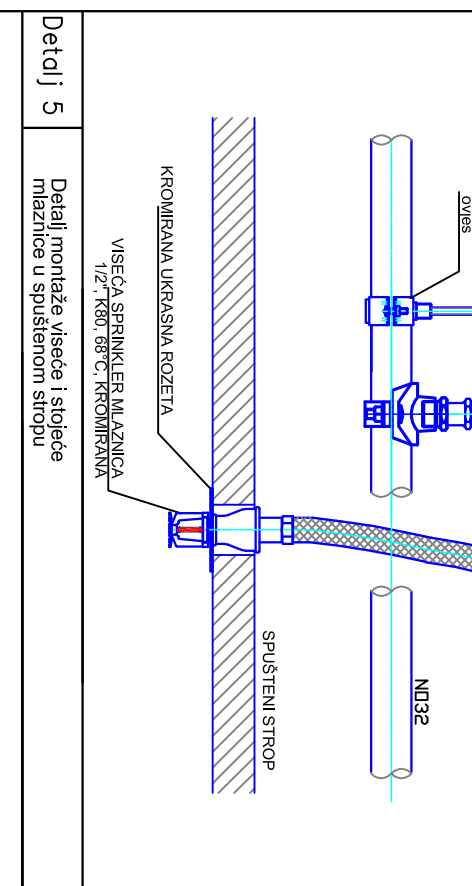 ovjes
NO32
SPUŠTENI STROP
KROMIRANA UKRASNA ROZETA
VISEĆA SPRINKLER MLAZNICA
1/2", K80, 68°C, KROMIRANA
Detalj 5
Detalj montaže viseće i stojeće
mlaznice u spuštenom stropu